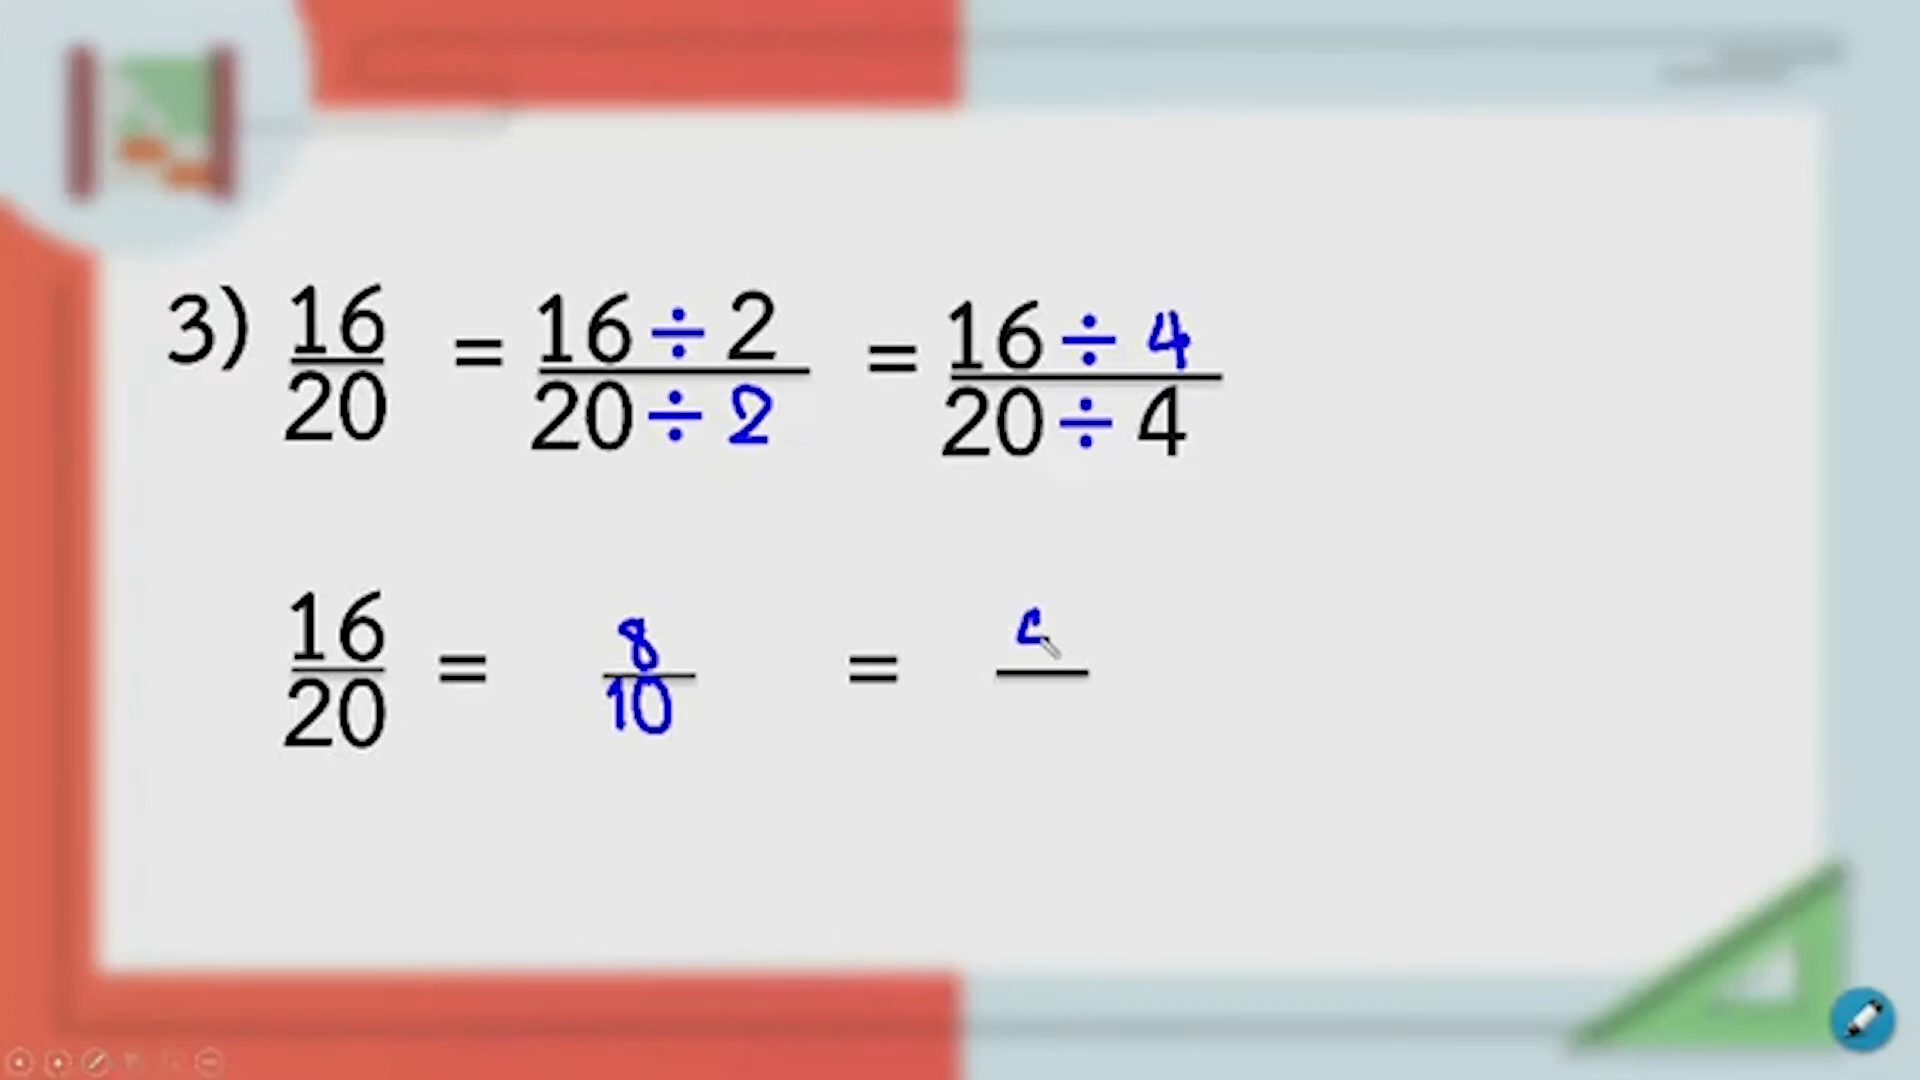 3) 16/20 = 16 ÷ 2/20 ÷ 2 = 16 ÷ 4/20 ÷ 4
16/20 = 8/10 =